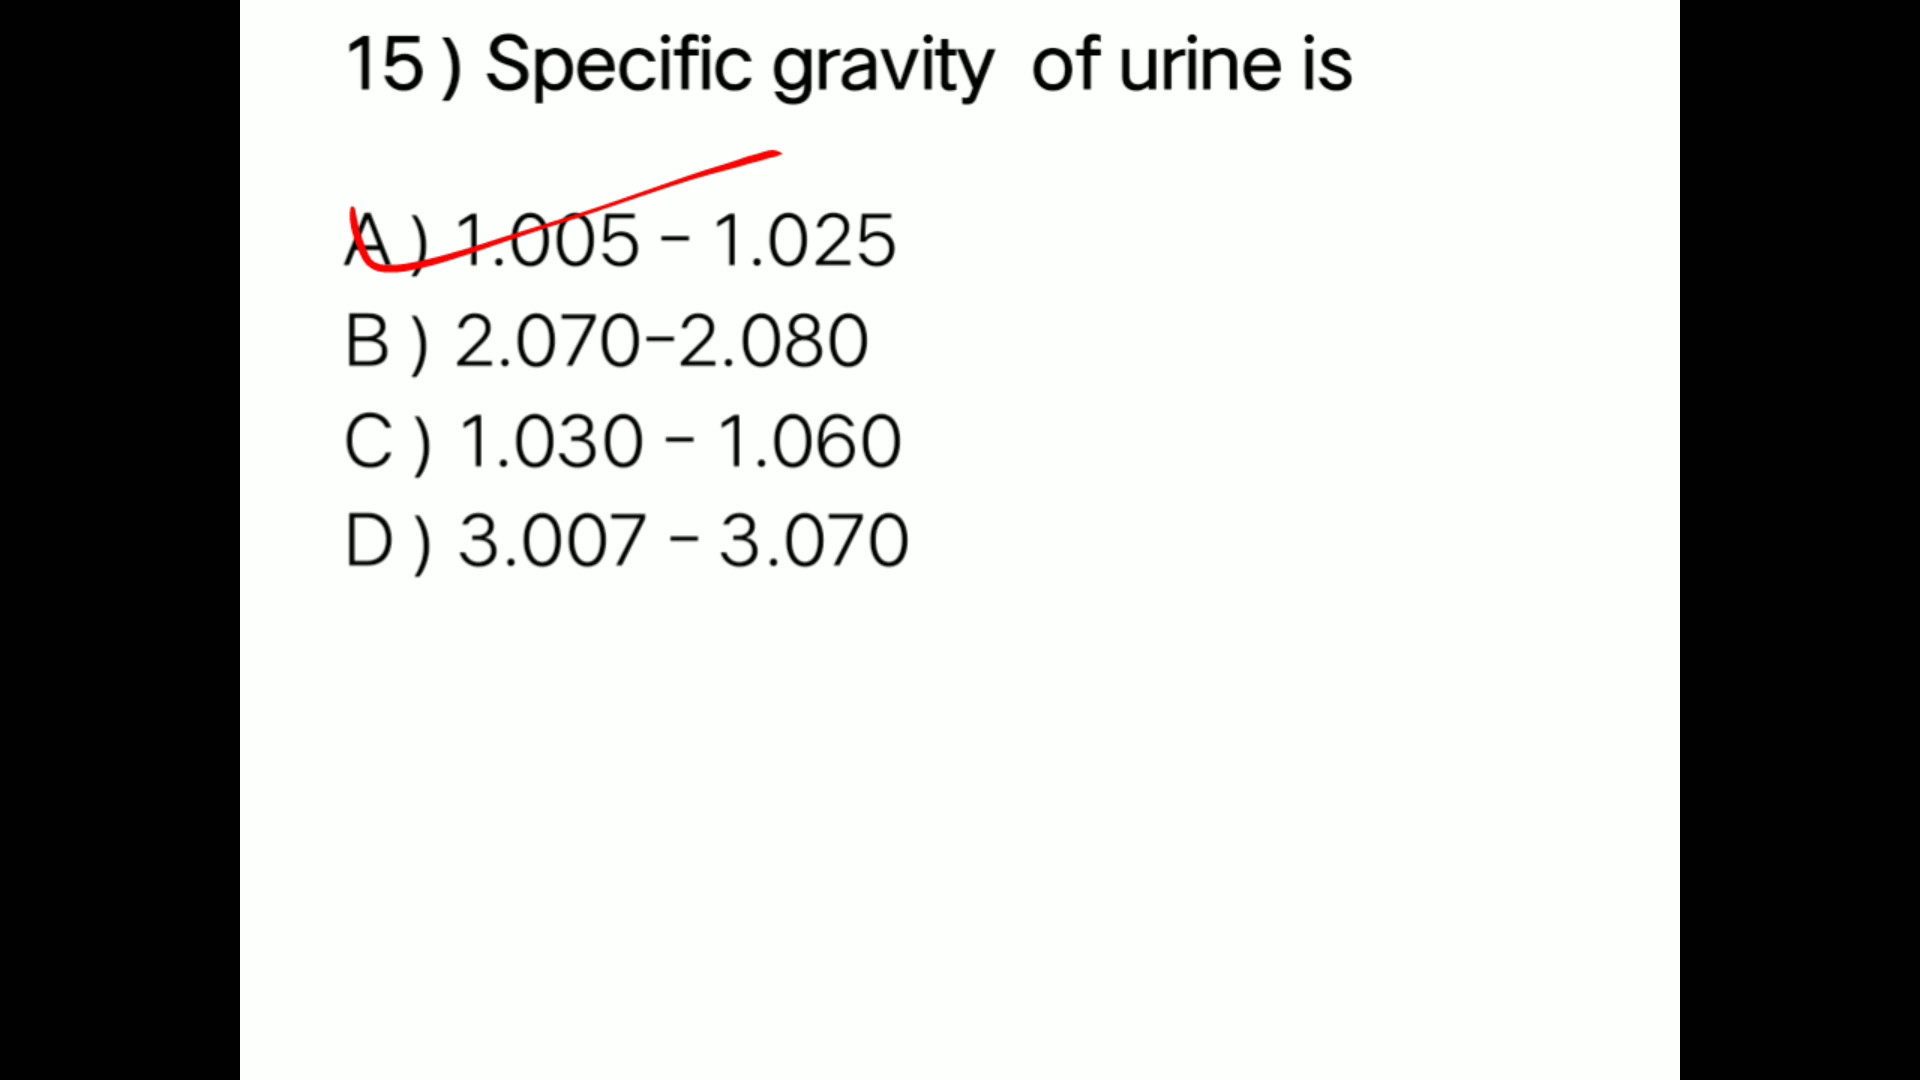 15 ) Specific gravity of urine is
A ) 1.005 – 1.025
B ) 2.070–2.080
C ) 1.030 – 1.060
D ) 3.007 – 3.070